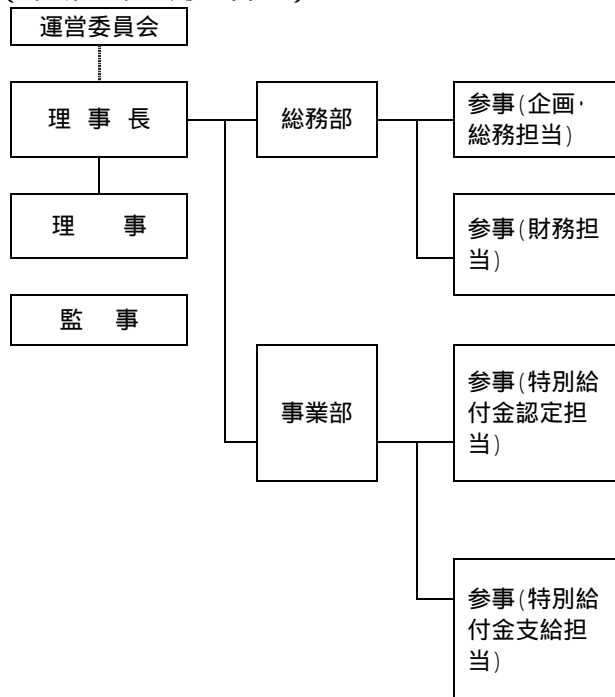 運営委員会
理事長
総務部
参事(企画・
総務担当)
理 事
参事(財務担
当)
監 事
事業部
参事(特別給
付金認定担
当)
参事(特別給
付金支給担
当)